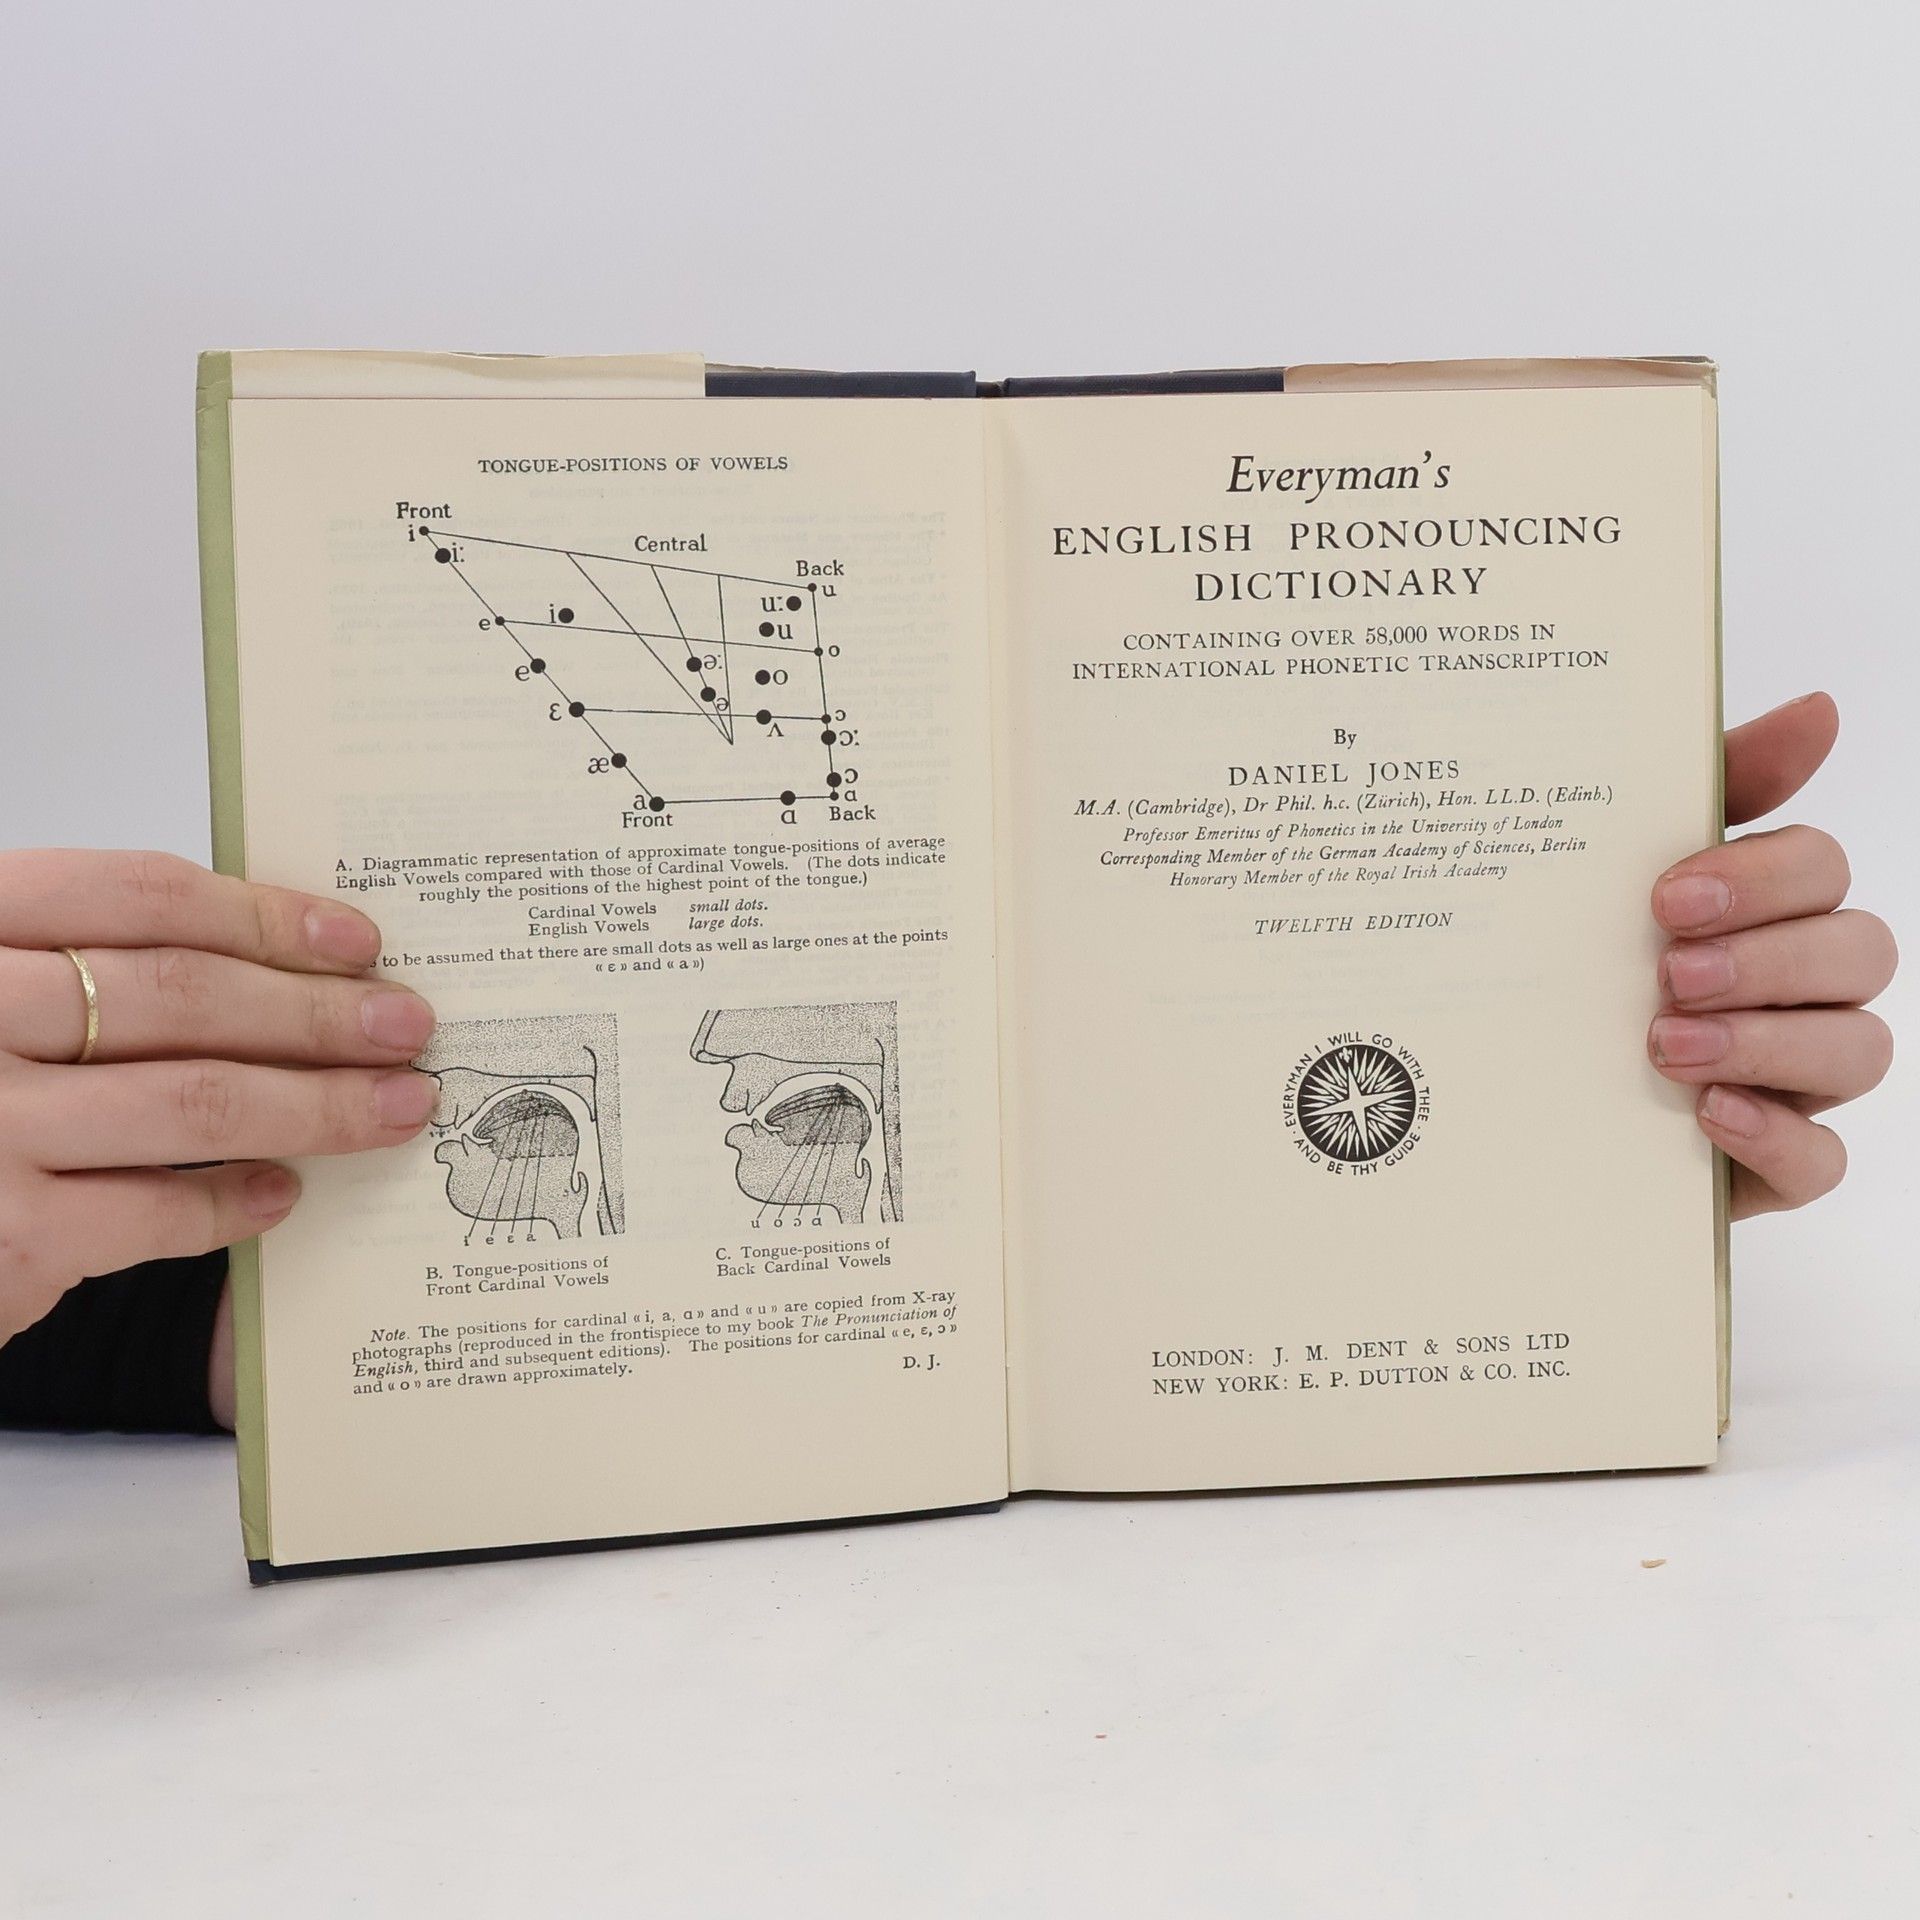 TONGUE-POSITIONS OF VOWELS
Front
i
i:
Central
Back
u
u:
u
i
e
o
ə:
e
o
ə
ɛ
ɔ
ʌ
ɔ:
æ
ɔ
a
ɑ
ɑ
Front
Back
A. Diagrammatic representation of approximate tongue-positions of average
English Vowels compared with those of Cardinal Vowels. (The dots indicate
roughly the positions of the highest point of the tongue.)
Cardinal Vowels small dots.
English Vowels large dots.
to be assumed that there are small dots as well as large ones at the points
« ɛ » and « a »)
i e ɛ a
B. Tongue-positions of
Front Cardinal Vowels
u o ɔ ɑ
C. Tongue-positions of
Back Cardinal Vowels
Note. The positions for cardinal « i, a, ɑ » and « u » are copied from X-ray
photographs (reproduced in the frontispiece to my book The Pronunciation of
English, third and subsequent editions). The positions for cardinal « e, ɛ, ɔ »
and « o » are drawn approximately.
D. J.
Everyman's
ENGLISH PRONOUNCING
DICTIONARY
CONTAINING OVER 58,000 WORDS IN
INTERNATIONAL PHONETIC TRANSCRIPTION
By
DANIEL JONES
M.A. (Cambridge), Dr Phil. h.c. (Zürich), Hon. LL.D. (Edinb.)
Professor Emeritus of Phonetics in the University of London
Corresponding Member of the German Academy of Sciences, Berlin
Honorary Member of the Royal Irish Academy
TWELFTH EDITION
EVERYMAN I WILL GO WITH THEE
· AND BE THY GUIDE ·
LONDON: J. M. DENT & SONS LTD
NEW YORK: E. P. DUTTON & CO. INC.